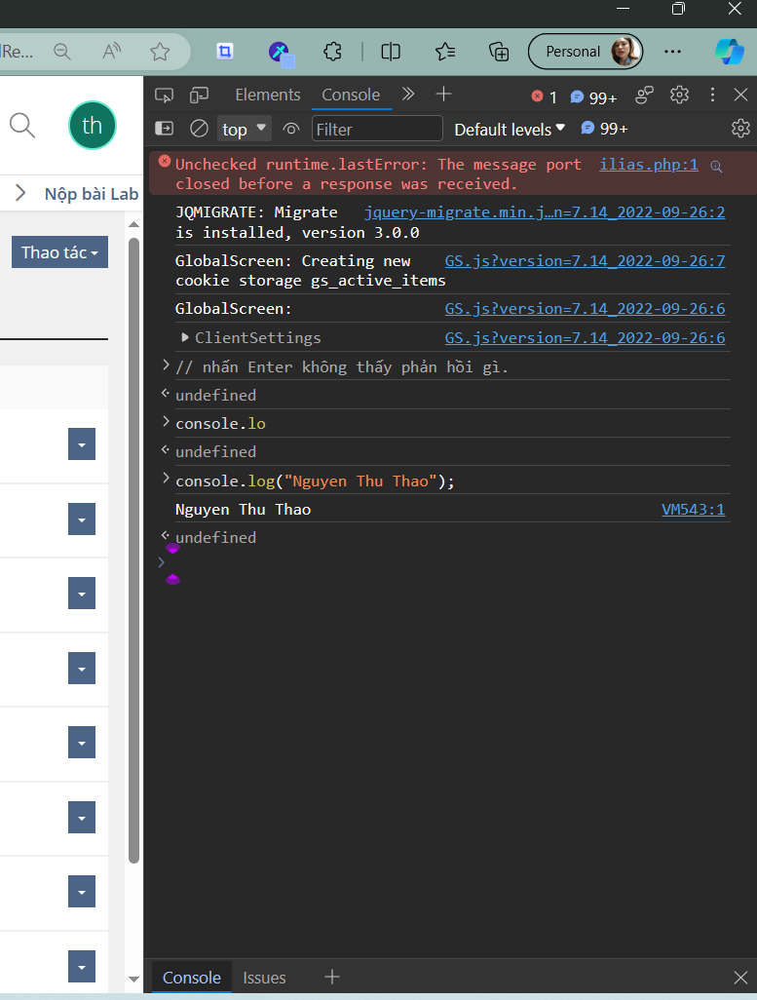 IRe...
Personal
th
Nộp bài Lab
Thao tác
Elements
Console
1
99+
top
Filter
Default levels
99+
Unchecked runtime.lastError: The message port ilias.php:1
closed before a response was received.
JQMIGRATE: Migrate jquery-migrate.min.j…n=7.14_2022-09-26:2
is installed, version 3.0.0
GlobalScreen: Creating new GS.js?version=7.14_2022-09-26:7
cookie storage gs_active_items
GlobalScreen: GS.js?version=7.14_2022-09-26:6
ClientSettings GS.js?version=7.14_2022-09-26:6
// nhấn Enter không thấy phản hồi gì.
undefined
console.lo
undefined
console.log("Nguyen Thu Thao");
Nguyen Thu Thao VM543:1
undefined
Console
Issues